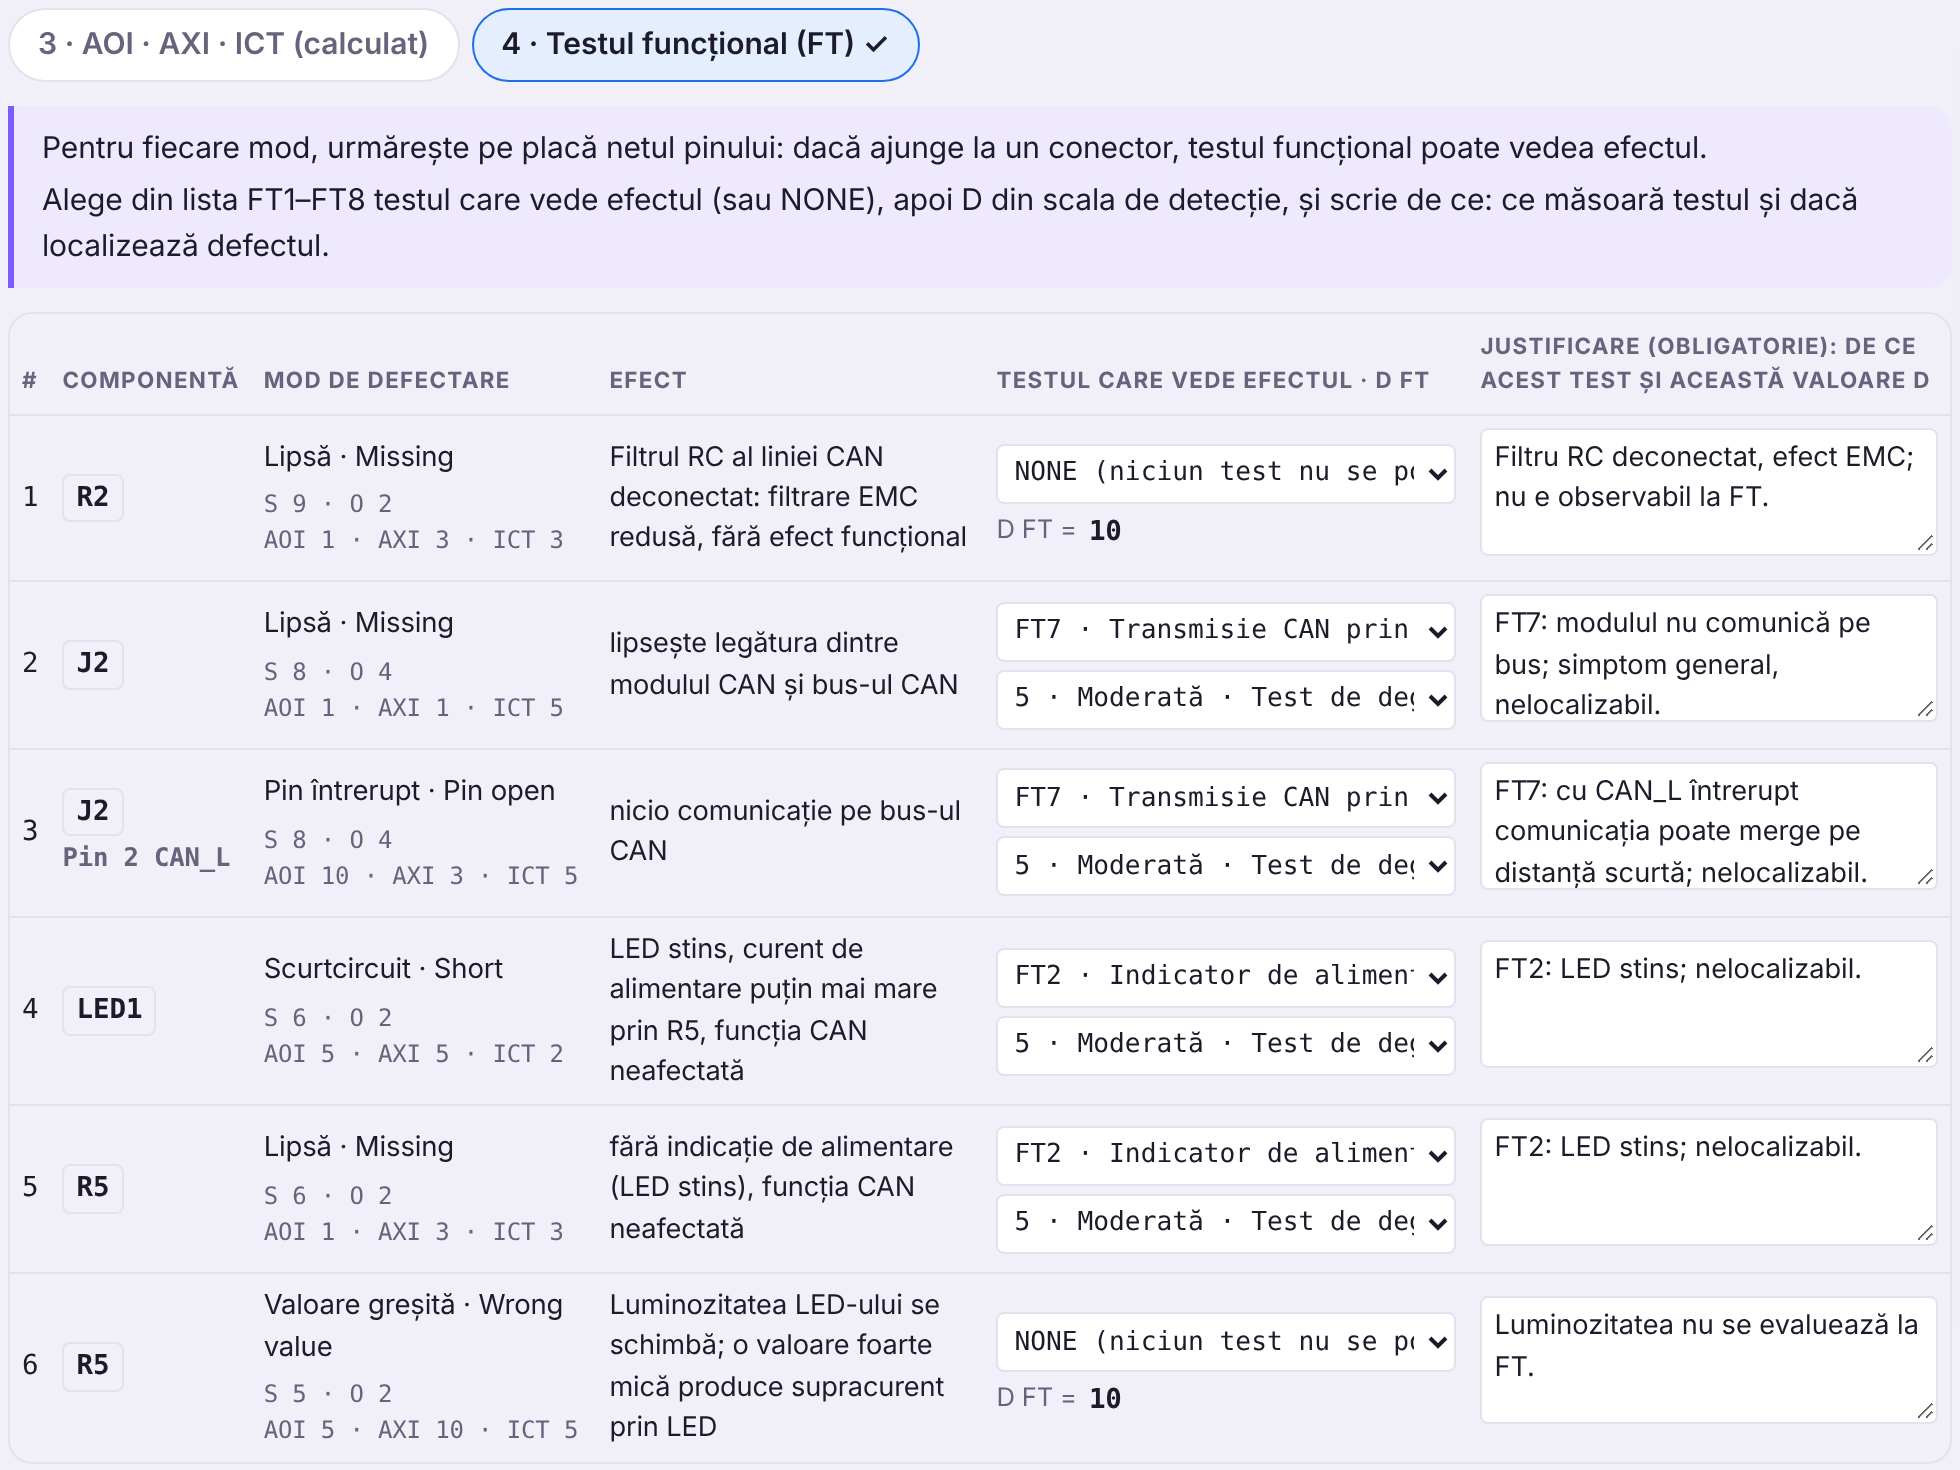 3 · AOI · AXI · ICT (calculat)
4 · Testul funcțional (FT) ✓
Pentru fiecare mod, urmărește pe placă netul pinului: dacă ajunge la un conector, testul funcțional poate vedea efectul.
Alege din lista FT1–FT8 testul care vede efectul (sau NONE), apoi D din scala de detecție, și scrie de ce: ce măsoară testul și dacă
localizează defectul.
# COMPONENTĂ MOD DE DEFECTARE EFECT TESTUL CARE VEDE EFECTUL · D FT JUSTIFICARE (OBLIGATORIE): DE CE
ACEST TEST ȘI ACEASTĂ VALOARE D
1
R2
Lipsă · Missing
S 9 · O 2
AOI 1 · AXI 3 · ICT 3
Filtrul RC al liniei CAN
deconectat: filtrare EMC
redusă, fără efect funcțional
NONE (niciun test nu se po
D FT = 10
Filtru RC deconectat, efect EMC;
nu e observabil la FT.
2
J2
Lipsă · Missing
S 8 · O 4
AOI 1 · AXI 1 · ICT 5
lipsește legătura dintre
modulul CAN și bus-ul CAN
FT7 · Transmisie CAN prin
5 · Moderată · Test de deg
FT7: modulul nu comunică pe
bus; simptom general,
nelocalizabil.
3
J2
Pin 2 CAN_L
Pin întrerupt · Pin open
S 8 · O 4
AOI 10 · AXI 3 · ICT 5
nicio comunicație pe bus-ul
CAN
FT7 · Transmisie CAN prin
5 · Moderată · Test de deg
FT7: cu CAN_L întrerupt
comunicația poate merge pe
distanță scurtă; nelocalizabil.
4
LED1
Scurtcircuit · Short
S 6 · O 2
AOI 5 · AXI 5 · ICT 2
LED stins, curent de
alimentare puțin mai mare
prin R5, funcția CAN
neafectată
FT2 · Indicator de aliment
5 · Moderată · Test de deg
FT2: LED stins; nelocalizabil.
5
R5
Lipsă · Missing
S 6 · O 2
AOI 1 · AXI 3 · ICT 3
fără indicație de alimentare
(LED stins), funcția CAN
neafectată
FT2 · Indicator de aliment
5 · Moderată · Test de deg
FT2: LED stins; nelocalizabil.
6
R5
Valoare greșită · Wrong
value
S 5 · O 2
AOI 5 · AXI 10 · ICT 5
Luminozitatea LED-ului se
schimbă; o valoare foarte
mică produce supracurent
prin LED
NONE (niciun test nu se po
D FT = 10
Luminozitatea nu se evaluează la
FT.